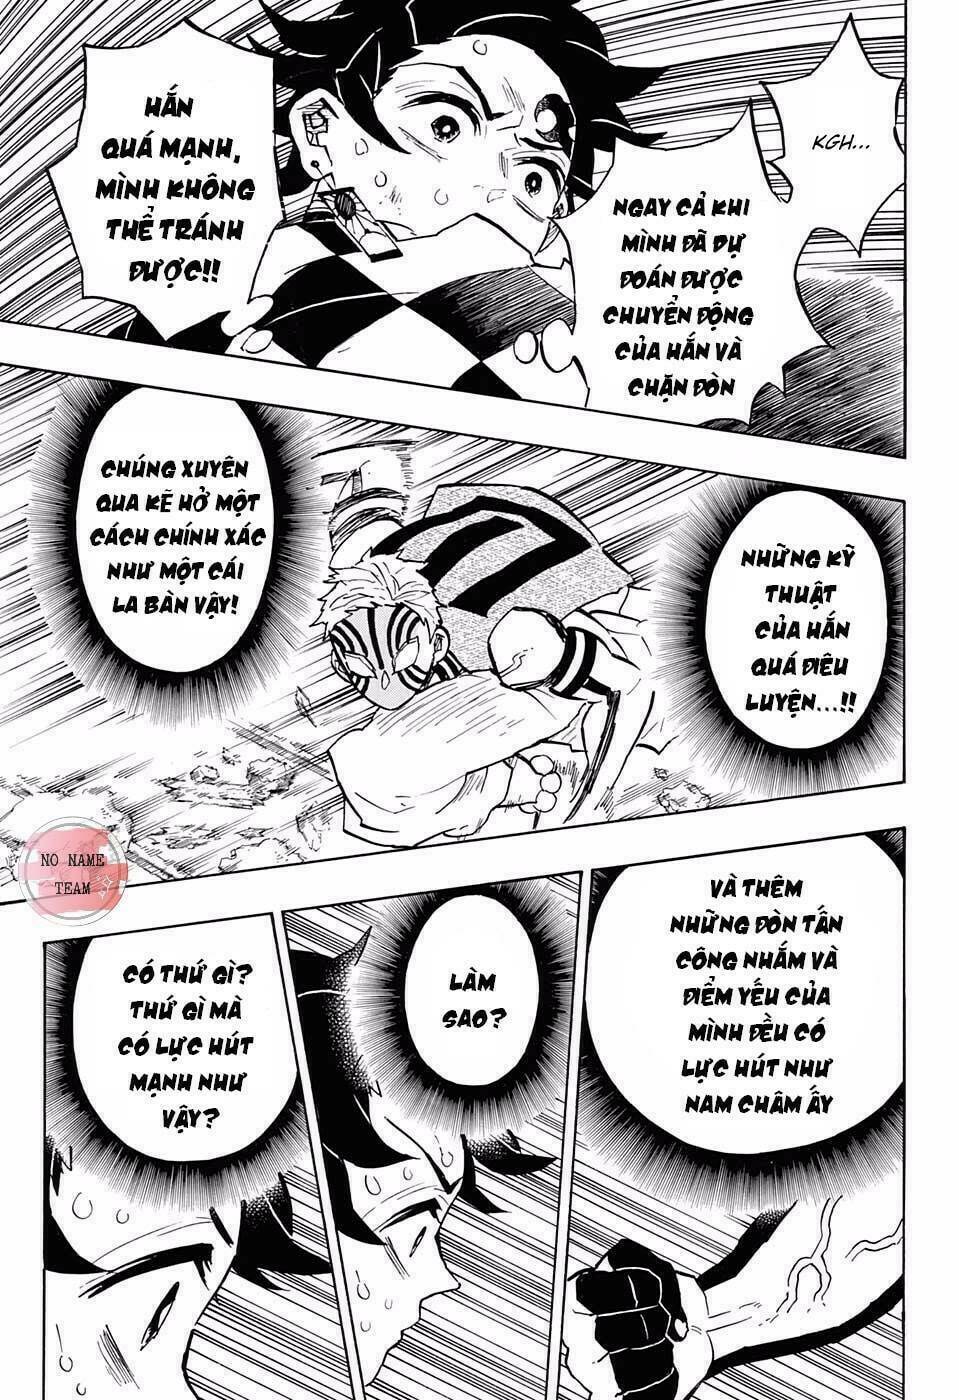 KGH...
NGAY CẢ KHI
MÌNH ĐÃ DỰ
ĐOÁN ĐƯỢC
CHUYỂN ĐỘNG
CỦA HẮN VÀ
CHẶN ĐÒN
HẮN
QUÁ MẠNH,
MÌNH KHÔNG
THỂ TRÁNH
ĐƯỢC!!
NHỮNG KỸ
THUẬT
CỦA HẮN
QUÁ ĐIÊU
LUYỆN...!!
CHÚNG XUYÊN
QUA KẼ HỞ MỘT
CÁCH CHÍNH XÁC
NHƯ MỘT CÁI
LA BÀN VẬY!
VÀ THÊM
NHỮNG ĐÒN TẤN
CÔNG NHẮM VÀ
ĐIỂM YẾU CỦA
MÌNH ĐỀU CÓ
LỰC HÚT NHƯ
NAM CHÂM ẤY
LÀM
SAO?
CÓ THỨ GÌ?
THỨ GÌ MÀ
CÓ LỰC HÚT
MẠNH NHƯ
VẬY?
NO NAME
TEAM